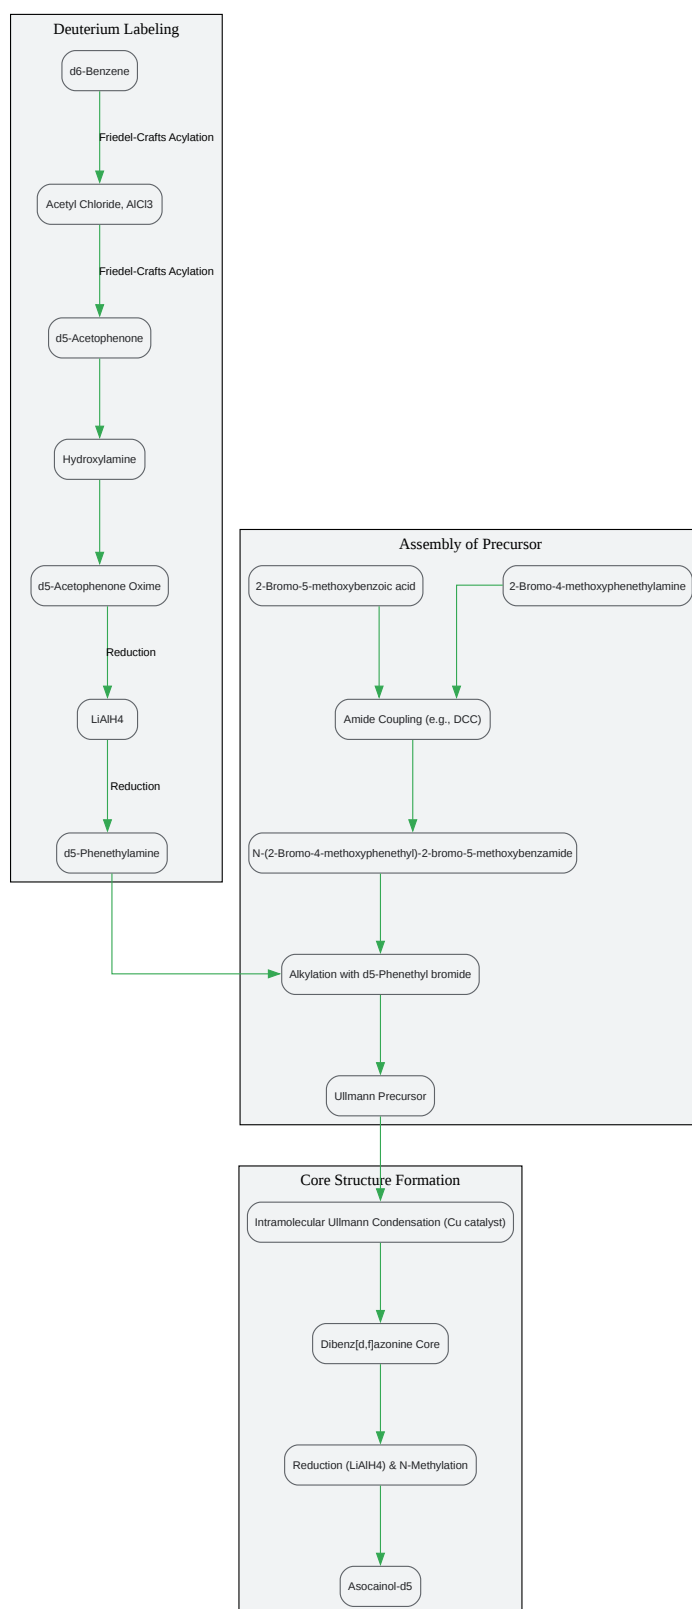 Deuterium Labeling
d6-Benzene
Friedel-Crafts Acylation
Acetyl Chloride, AlCl3
Friedel-Crafts Acylation
d5-Acetophenone
Hydroxylamine
d5-Acetophenone Oxime
Reduction
LiAlH4
Reduction
d5-Phenethylamine
Assembly of Precursor
2-Bromo-5-methoxybenzoic acid
2-Bromo-4-methoxyphenethylamine
Amide Coupling (e.g., DCC)
N-(2-Bromo-4-methoxyphenethyl)-2-bromo-5-methoxybenzamide
Alkylation with d5-Phenethyl bromide
Ullmann Precursor
Core Structure Formation
Intramolecular Ullmann Condensation (Cu catalyst)
Dibenz[d,f]azonine Core
Reduction (LiAlH4) & N-Methylation
Asocainol-d5